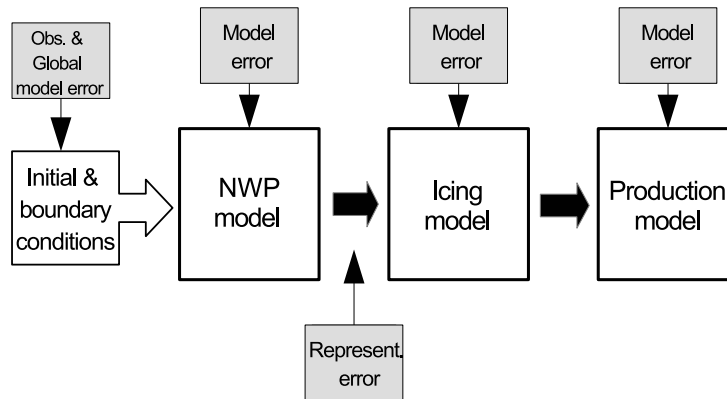 Obs. &
Global
model error
Model
error
Model
error
Model
error
Initial &
boundary
conditions
NWP
model
Icing
model
Production
model
Represent.
error